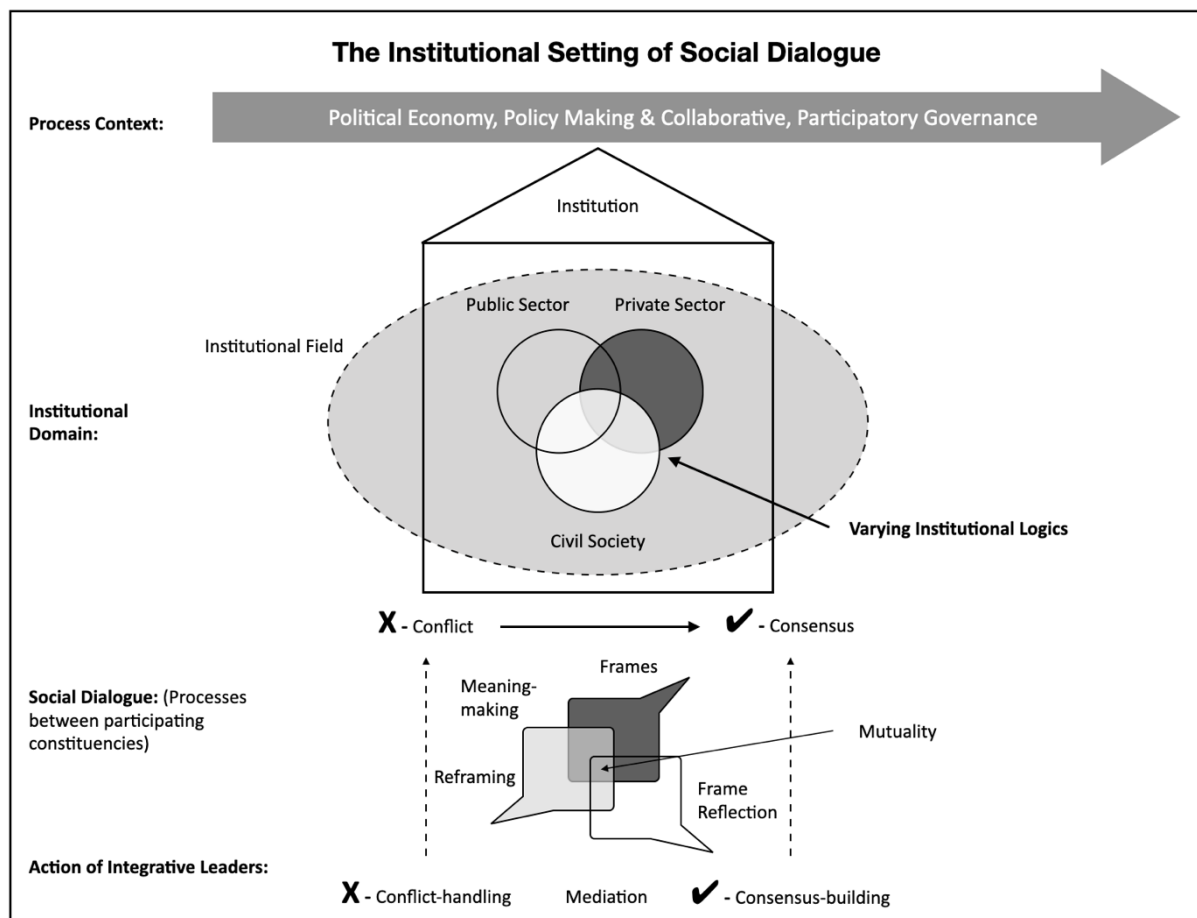 The Institutional Setting of Social Dialogue
Process Context:
Political Economy, Policy Making & Collaborative, Participatory Governance
Institution
Public Sector
Private Sector
Institutional Field
Institutional
Domain:
Varying Institutional Logics
Civil Society
X - Conflict
✔ - Consensus
Frames
Meaning-
making
Social Dialogue: (Processes
between participating
constituencies)
Mutuality
Reframing
Frame
Reflection
Action of Integrative Leaders:
X - Conflict-handling
Mediation
✔ - Consensus-building